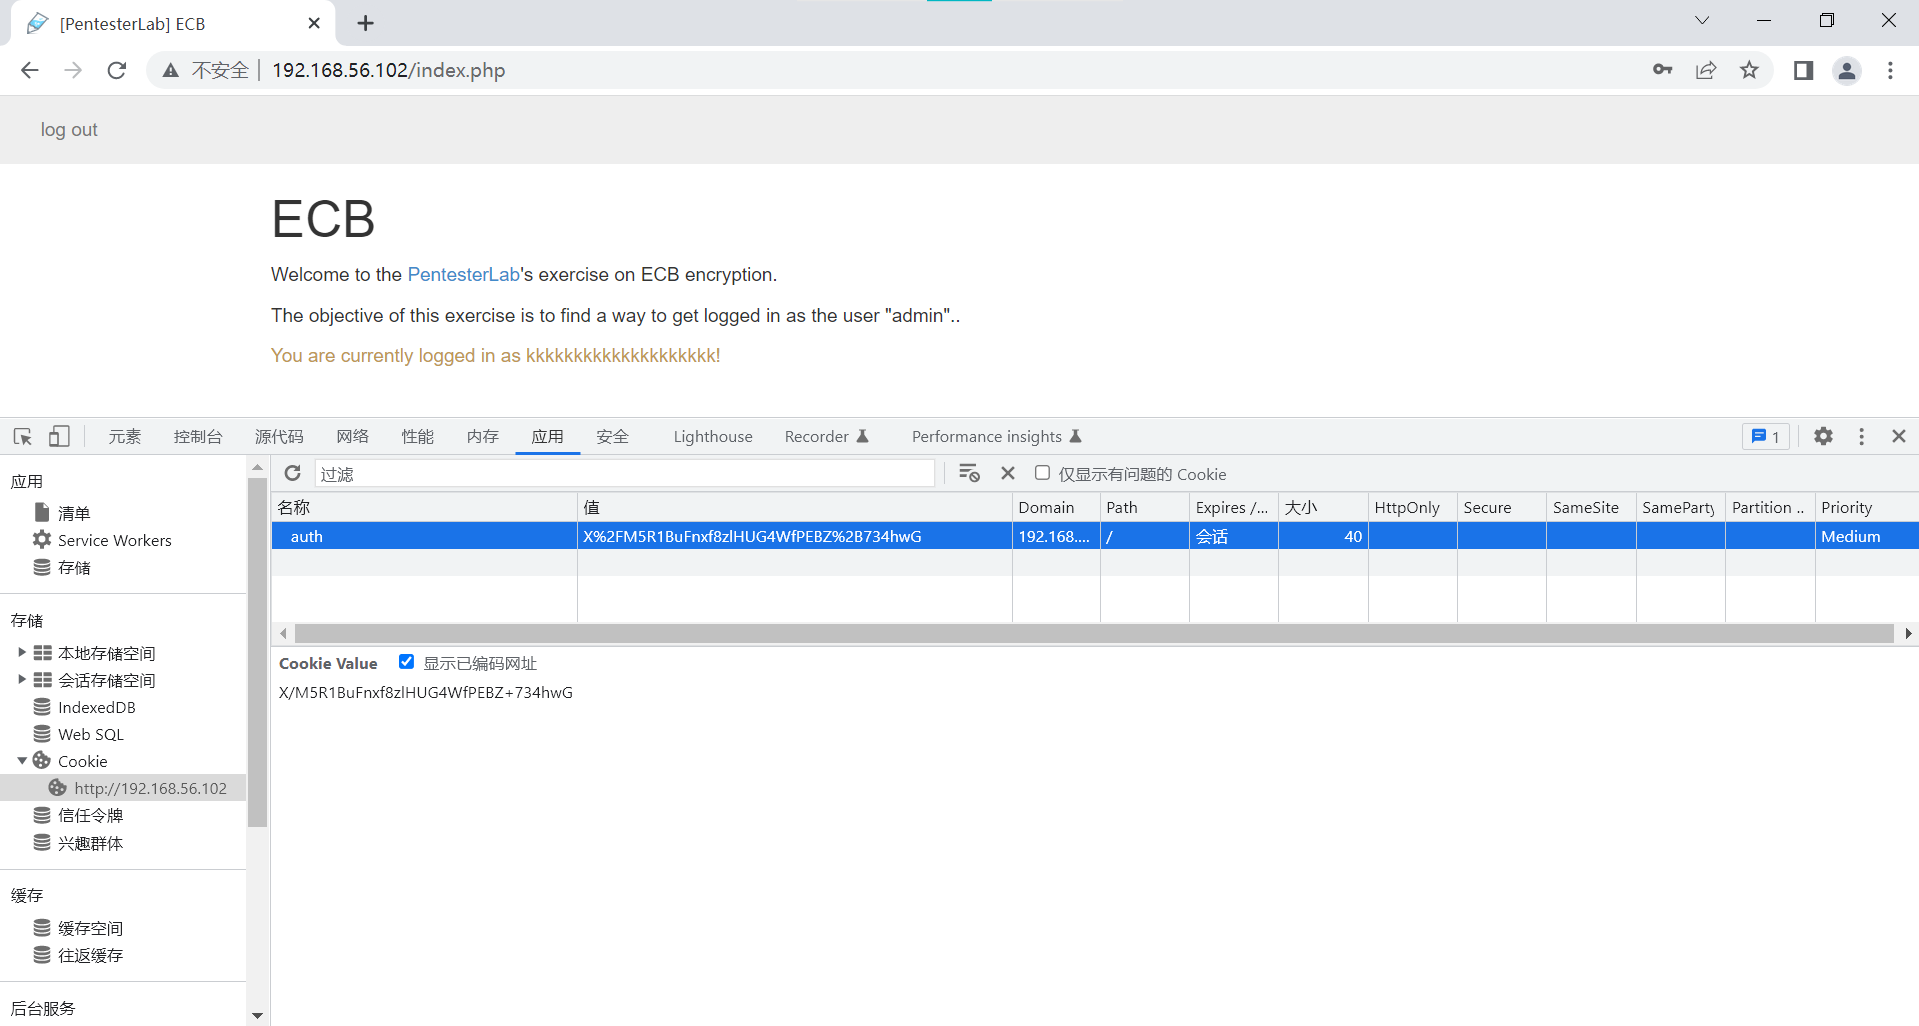 [PentesterLab] ECB
不安全 192.168.56.102/index.php
log out
ECB
Welcome to the PentesterLab's exercise on ECB encryption.
The objective of this exercise is to find a way to get logged in as the user "admin"..
You are currently logged in as kkkkkkkkkkkkkkkkkkkk!
元素 控制台 源代码 网络 性能 内存 应用 安全 Lighthouse Recorder Performance insights 1
应用
清单
Service Workers
存储
存储
本地存储空间
会话存储空间
IndexedDB
Web SQL
Cookie
http://192.168.56.102
信任令牌
兴趣群体
缓存
缓存空间
往返缓存
后台服务
过滤 仅显示有问题的 Cookie
名称 值 Domain Path Expires /... 大小 HttpOnly Secure SameSite SameParty Partition .. Priority
auth X%2FM5R1BuFnxf8zlHUG4WfPEBZ%2B734hwG 192.168.... / 会话 40 Medium
Cookie Value 显示已编码网址
X/M5R1BuFnxf8zlHUG4WfPEBZ+734hwG